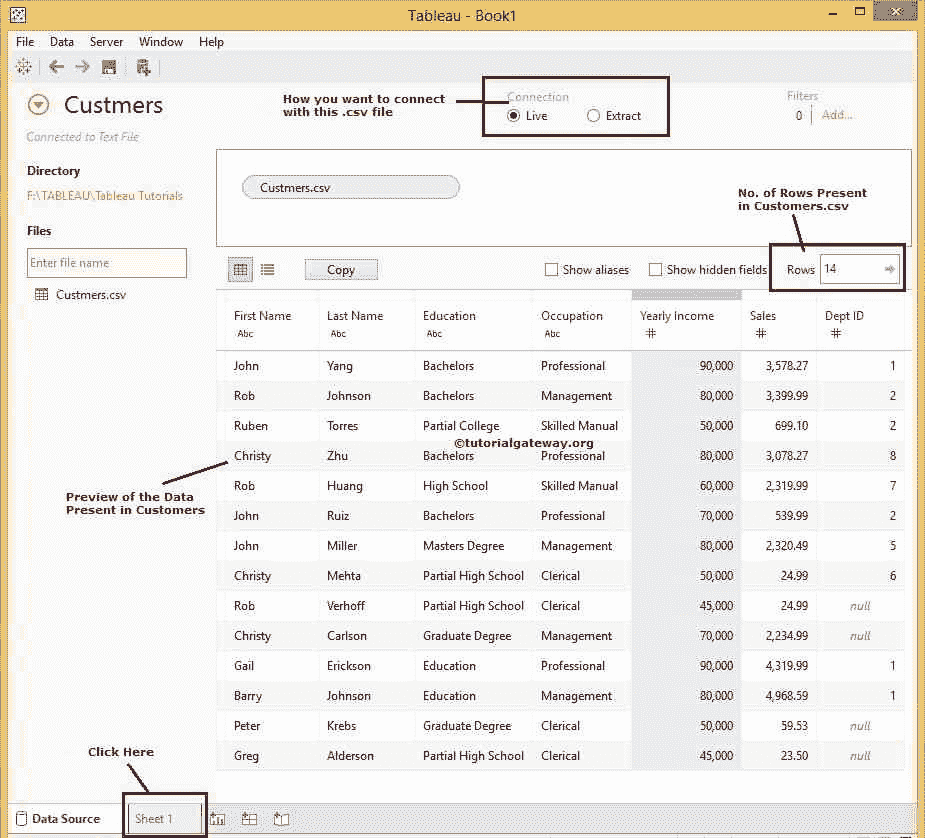 Tableau - Book1
File Data Server Window Help
Custmers
Connected to Text File
How you want to connect
with this .csv file
Connection
Live Extract
Filters
0 Add...
Directory
F:\TABLEAU\Tableau Tutorials
Files
Enter file name
Custmers.csv
Custmers.csv
No. of Rows Present
in Customers.csv
Copy Show aliases Show hidden fields Rows 14
First Name Last Name Education Occupation Yearly Income Sales Dept ID
Abc Abc Abc Abc # # #
John Yang Bachelors Professional 90,000 3,578.27 1
Rob Johnson Bachelors Management 80,000 3,399.99 2
Ruben Torres Partial College Skilled Manual 50,000 699.10 2
©tutorialgateway.org
Christy Zhu Bachelors Professional 80,000 3,078.27 8
Rob Huang High School Skilled Manual 60,000 2,319.99 7
John Ruiz Bachelors Professional 70,000 539.99 2
John Miller Masters Degree Management 80,000 2,320.49 5
Christy Mehta Partial High School Clerical 50,000 24.99 6
Rob Verhoff Partial High School Clerical 45,000 24.99 null
Christy Carlson Graduate Degree Management 70,000 2,234.99 null
Gail Erickson Education Professional 90,000 4,319.99 1
Barry Johnson Education Management 80,000 4,968.59 1
Peter Krebs Graduate Degree Clerical 50,000 59.53 null
Greg Alderson Partial High School Clerical 45,000 23.50 null
Preview of the Data
Present in Customers
Click Here
Data Source Sheet 1